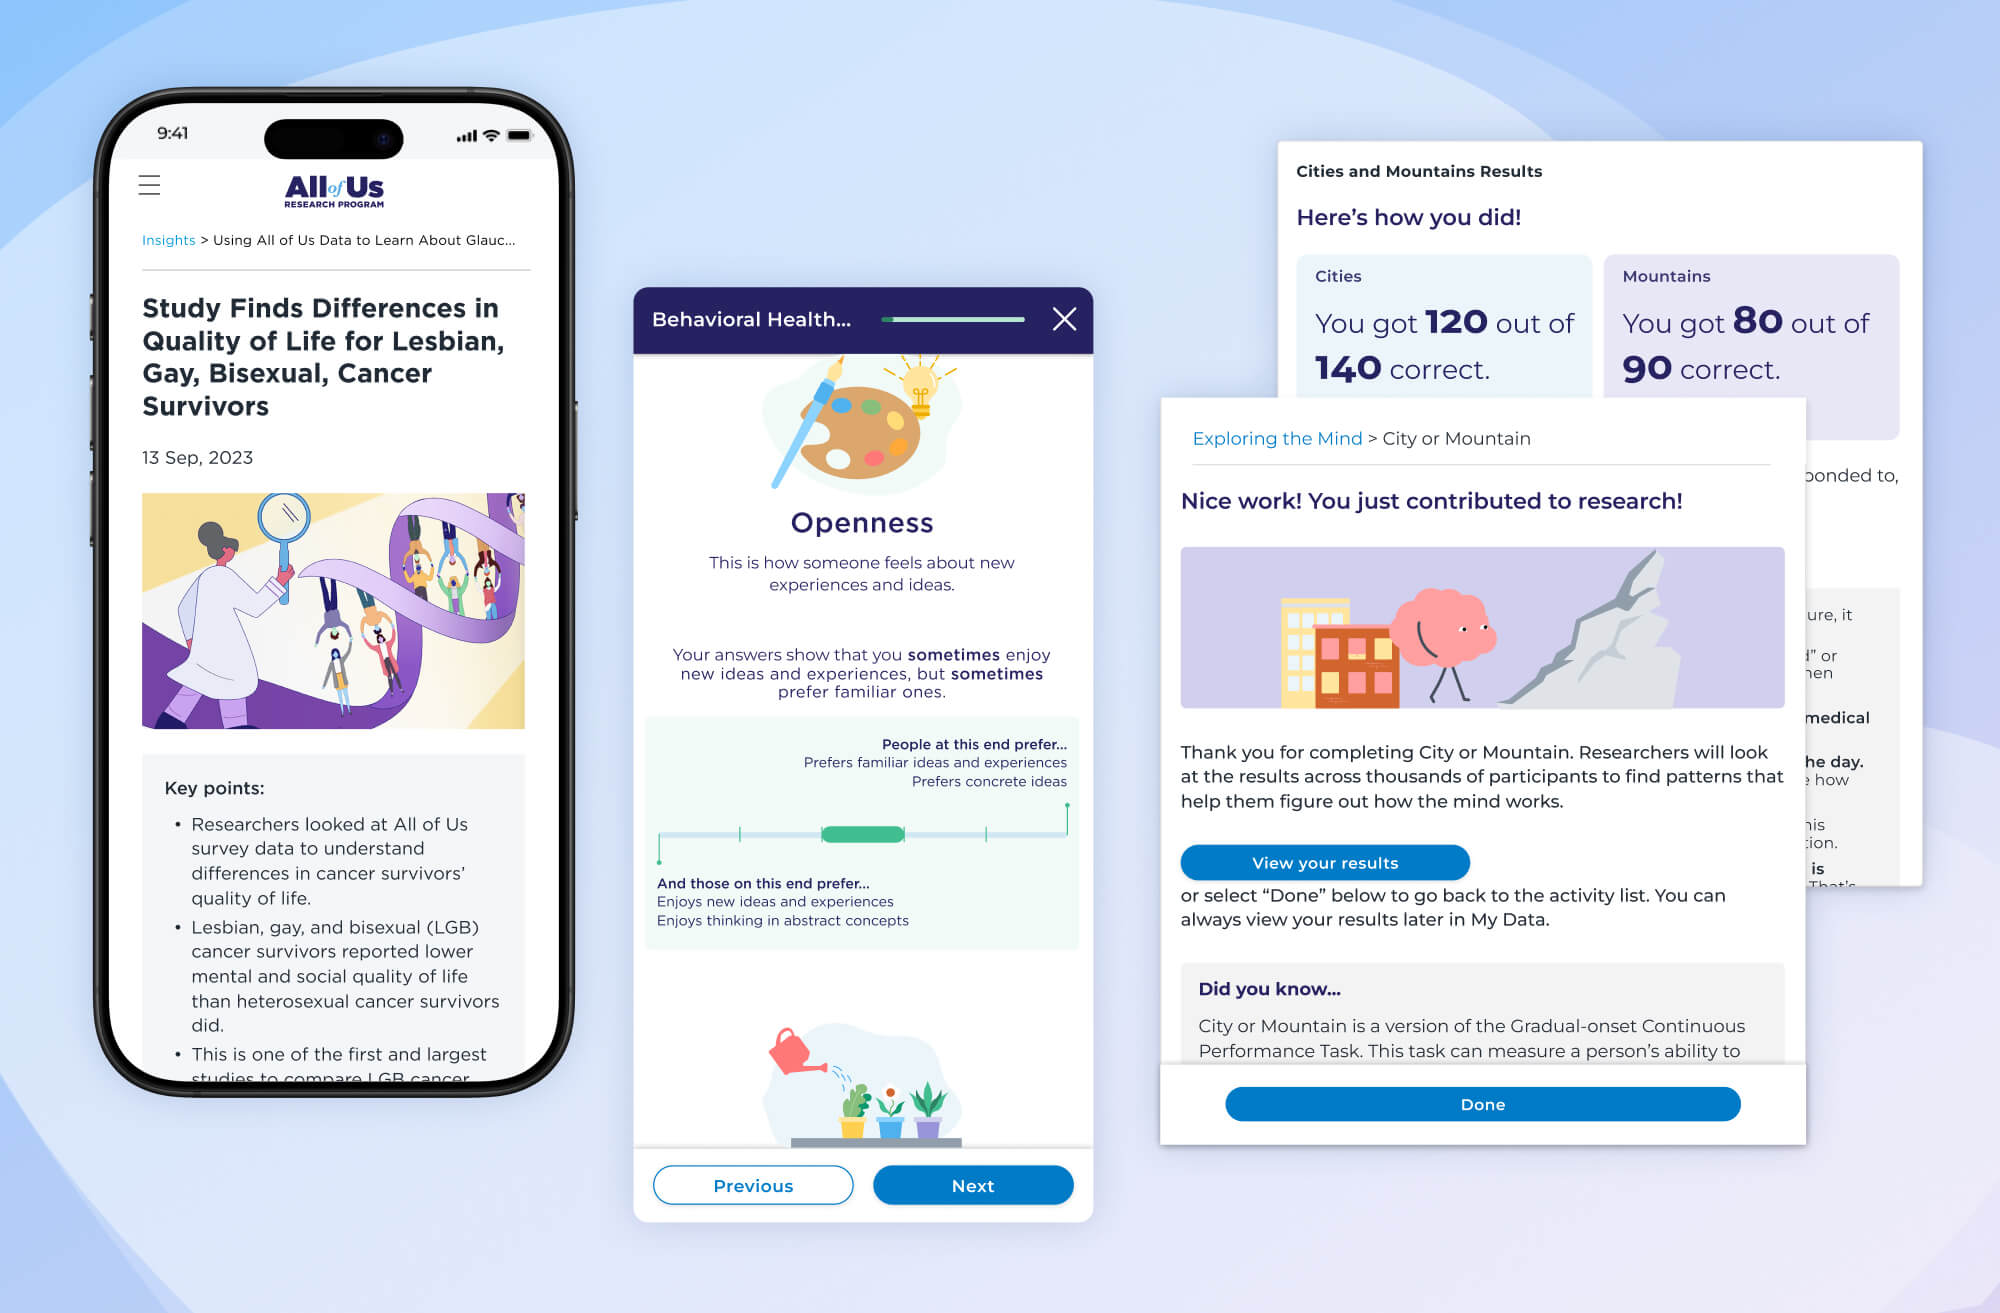 9:41
All of Us
RESEARCH PROGRAM
Insights > Using All of Us Data to Learn About Glauc...
Study Finds Differences in
Quality of Life for Lesbian,
Gay, Bisexual, Cancer
Survivors
13 Sep, 2023
Key points:
• Researchers looked at All of Us
survey data to understand
differences in cancer survivors’
quality of life.
• Lesbian, gay, and bisexual (LGB)
cancer survivors reported lower
mental and social quality of life
than heterosexual cancer survivors
did.
• This is one of the first and largest
studies to compare LGB cancer
Behavioral Health...
Openness
This is how someone feels about new
experiences and ideas.
Your answers show that you sometimes enjoy
new ideas and experiences, but sometimes
prefer familiar ones.
People at this end prefer...
Prefers familiar ideas and experiences
Prefers concrete ideas
And those on this end prefer...
Enjoys new ideas and experiences
Enjoys thinking in abstract concepts
Previous
Next
Cities and Mountains Results
Here’s how you did!
Cities
You got 120 out of
140 correct.
Mountains
You got 80 out of
90 correct.
ponded to,
ure, it
d” or
hen
medical
he day.
e how
his
tion.
is
That’s
Exploring the Mind > City or Mountain
Nice work! You just contributed to research!
Thank you for completing City or Mountain. Researchers will look
at the results across thousands of participants to find patterns that
help them figure out how the mind works.
View your results
or select “Done” below to go back to the activity list. You can
always view your results later in My Data.
Did you know...
City or Mountain is a version of the Gradual-onset Continuous
Performance Task. This task can measure a person’s ability to
Done